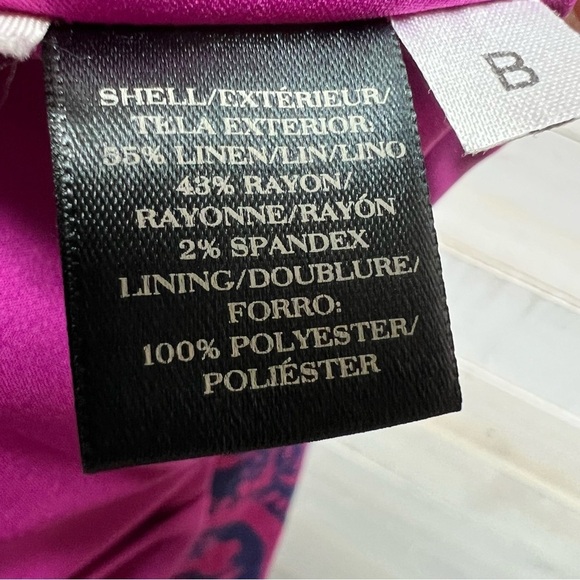 SHELL/EXTÉRIEUR/
TELA EXTERIOR:
55% LINEN/LIN/LINO
43% RAYON/
RAYONNE/RAYÓN
2% SPANDEX
LINING/DOUBLURE/
FORRO:
100% POLYESTER/
POLIÉSTER
B